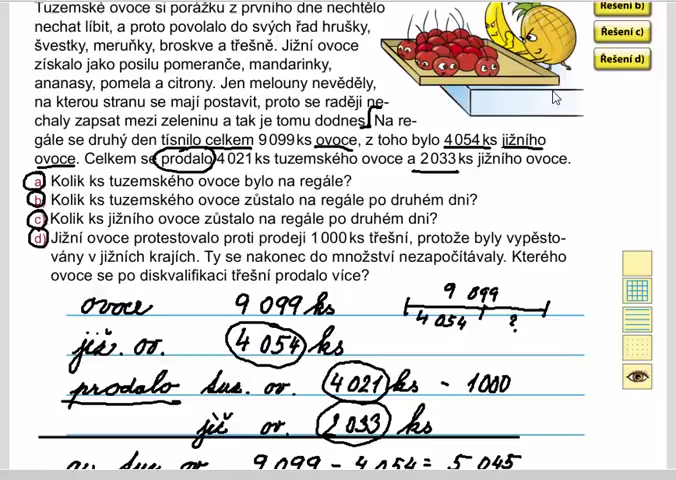 Tuzemské ovoce si porážku z prvního dne nechtělo
nechat líbit, a proto povolalo do svých řad hrušky,
švestky, meruňky, broskve a třešně. Jižní ovoce
získalo jako posilu pomeranče, mandarinky,
ananasy, pomela a citrony. Jen melouny nevěděly,
na kterou stranu se mají postavit, proto se raději ne-
chaly zapsat mezi zeleninu a tak je tomu dodnes. Na re-
gále se druhý den tísnilo celkem 9 099 ks ovoce, z toho bylo 4 054 ks jižního
ovoce. Celkem se prodalo 4 021 ks tuzemského ovoce a 2 033 ks jižního ovoce.
a) Kolik ks tuzemského ovoce bylo na regále?
b) Kolik ks tuzemského ovoce zůstalo na regále po druhém dni?
c) Kolik ks jižního ovoce zůstalo na regále po druhém dni?
d) Jižní ovoce protestovalo proti prodeji 1 000 ks třešní, protože byly vypěsto-
vány v jižních krajích. Ty se nakonec do množství nezapočítávaly. Kterého
ovoce se po diskvalifikaci třešní prodalo více?
Řešení b)
Řešení c)
Řešení d)
ovoce 9 099 ks
9 099
4 054 ?
již. ov. 4 054 ks
prodalo tuz. ov. 4 021 ks - 1000
již ov. 2 033 ks
a) tuz. ov 9 099 - 4 054 = 5 045